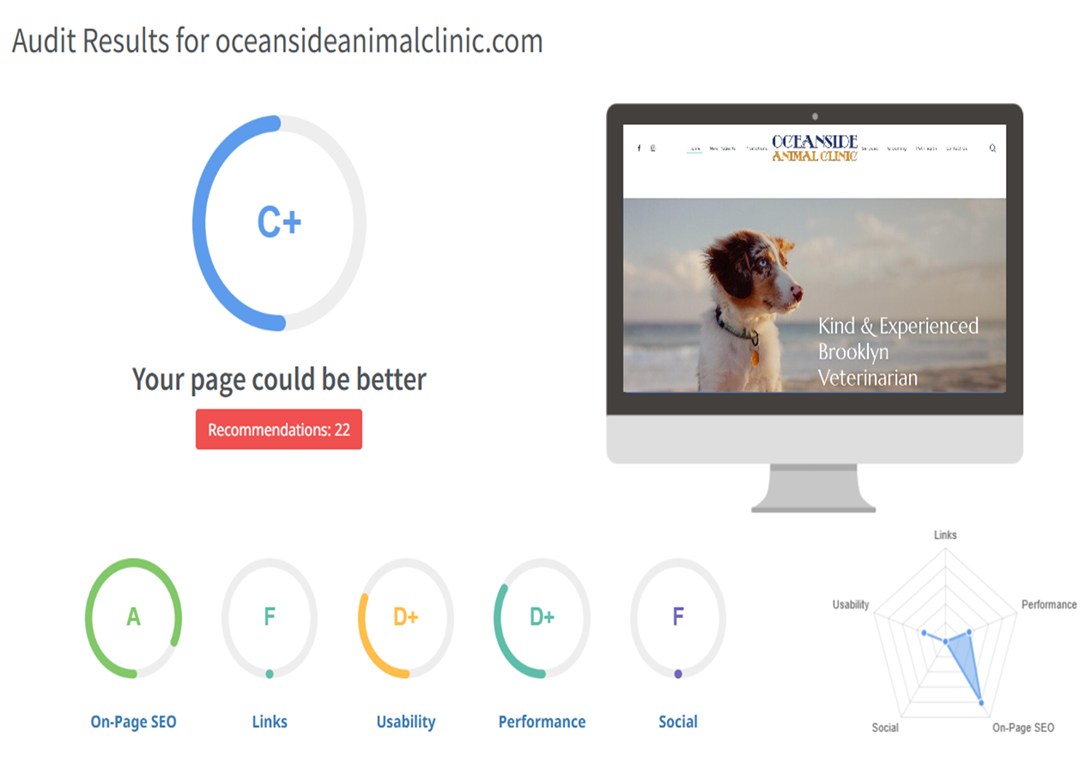 Audit Results for oceansideanimalclinic.com
C+
Your page could be better
Recommendations: 22
OCEANSIDE
ANIMAL CLINIC
Kind & Experienced
Brooklyn
Veterinarian
A
F
D+
D+
F
On-Page SEO
Links
Usability
Performance
Social
Links
Usability
Performance
Social
On-Page SEO